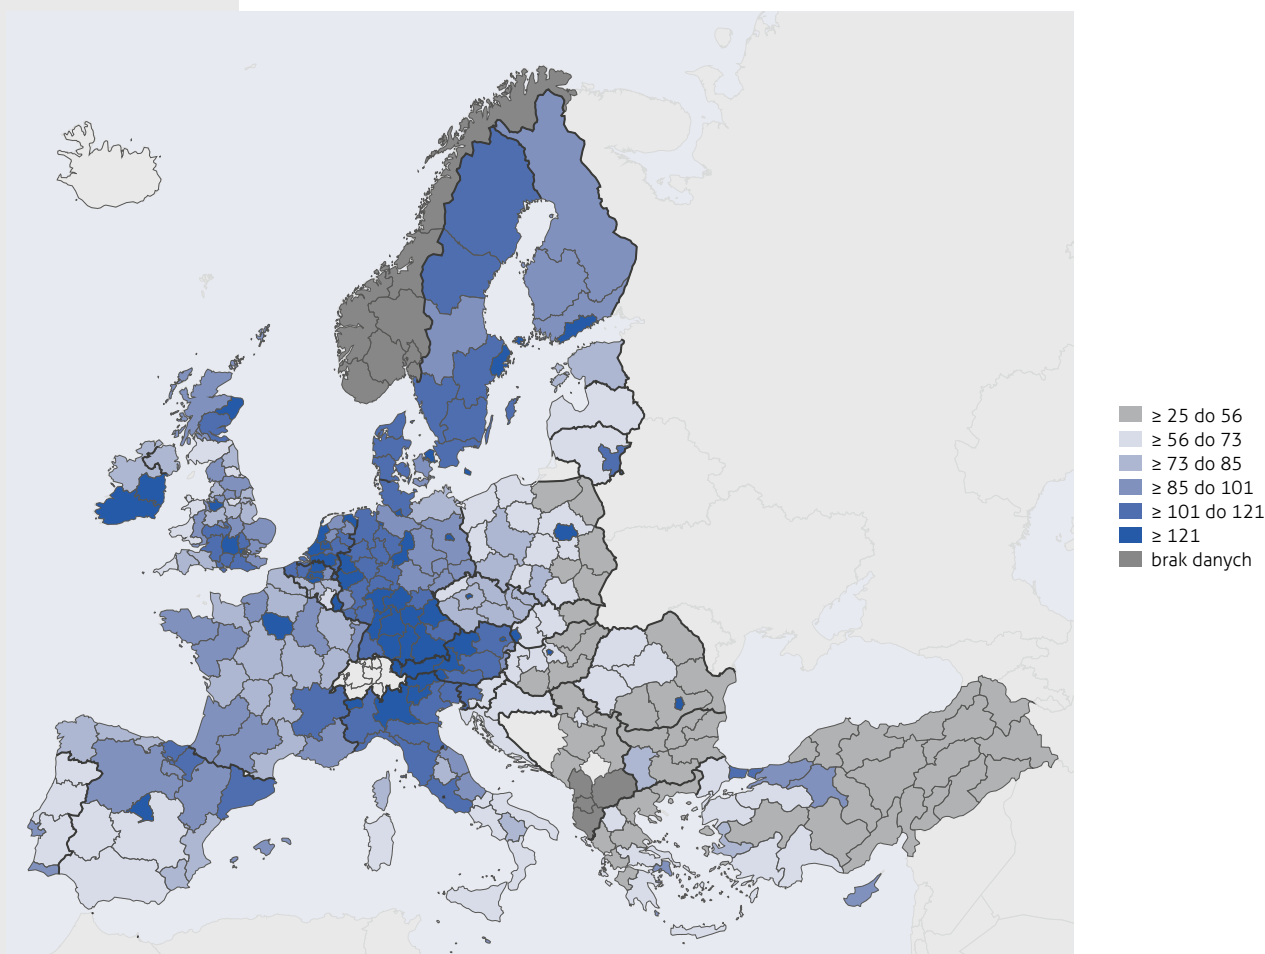 ≥ 25 do 56
≥ 56 do 73
≥ 73 do 85
≥ 85 do 101
≥ 101 do 121
≥ 121
brak danych